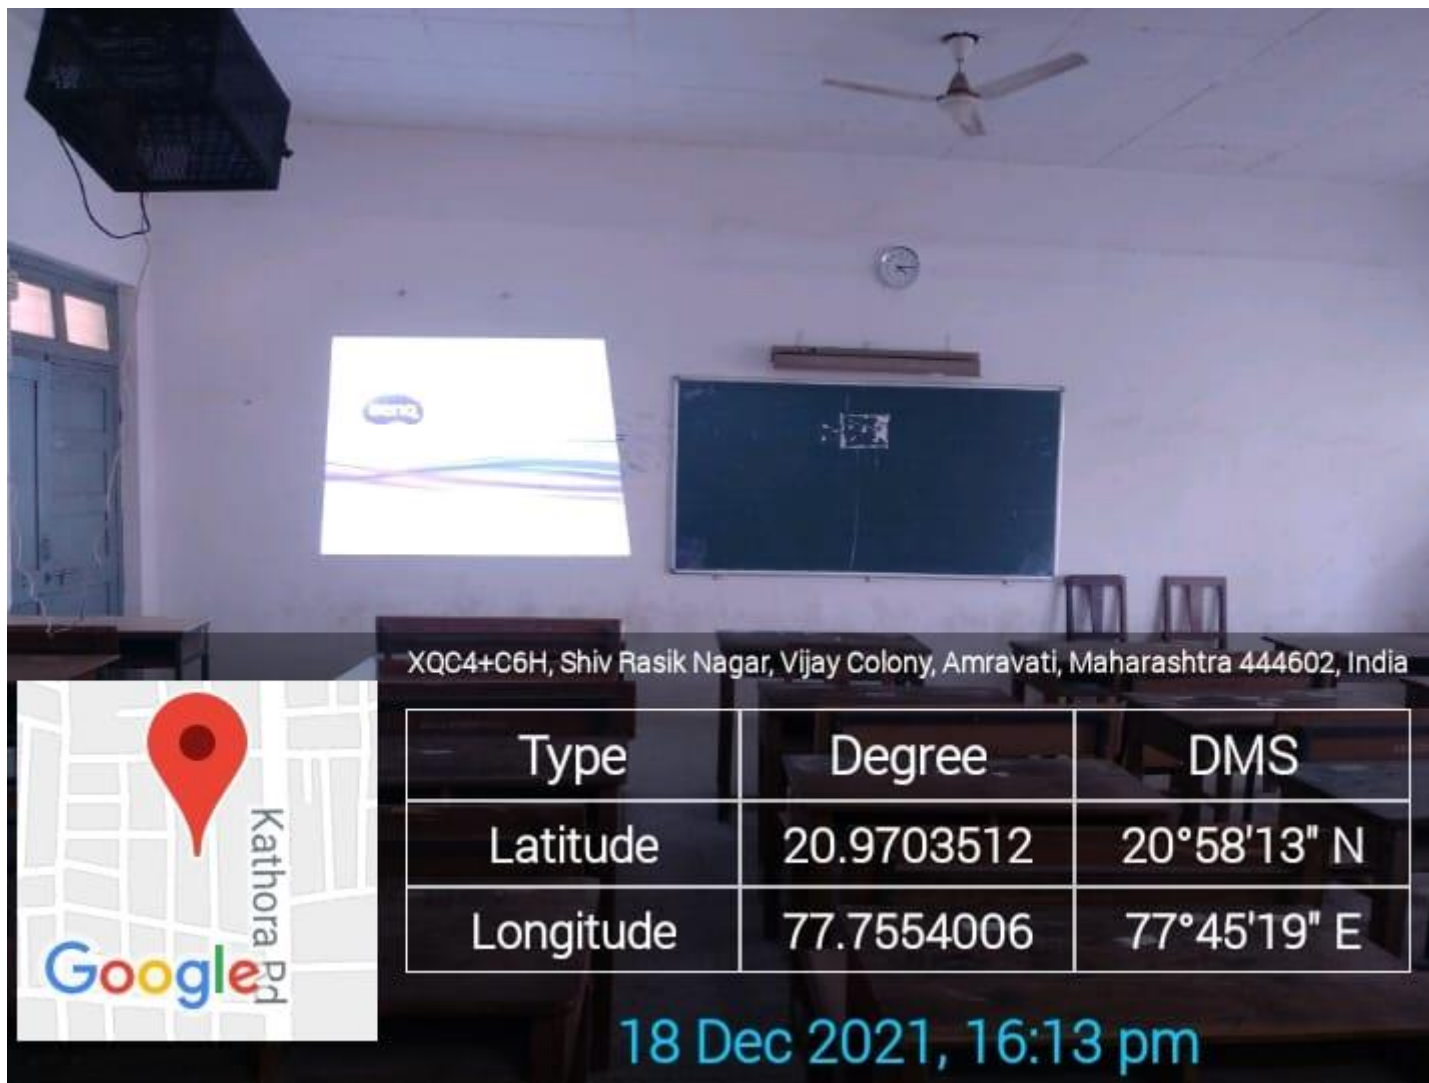 BenQ
XQC4+C6H, Shiv Rasik Nagar, Vijay Colony, Amravati, Maharashtra 444602, India
Type Degree DMS
Latitude 20.9703512 20°58'13" N
Longitude 77.7554006 77°45'19" E
Kathora Rd
Google
18 Dec 2021, 16:13 pm